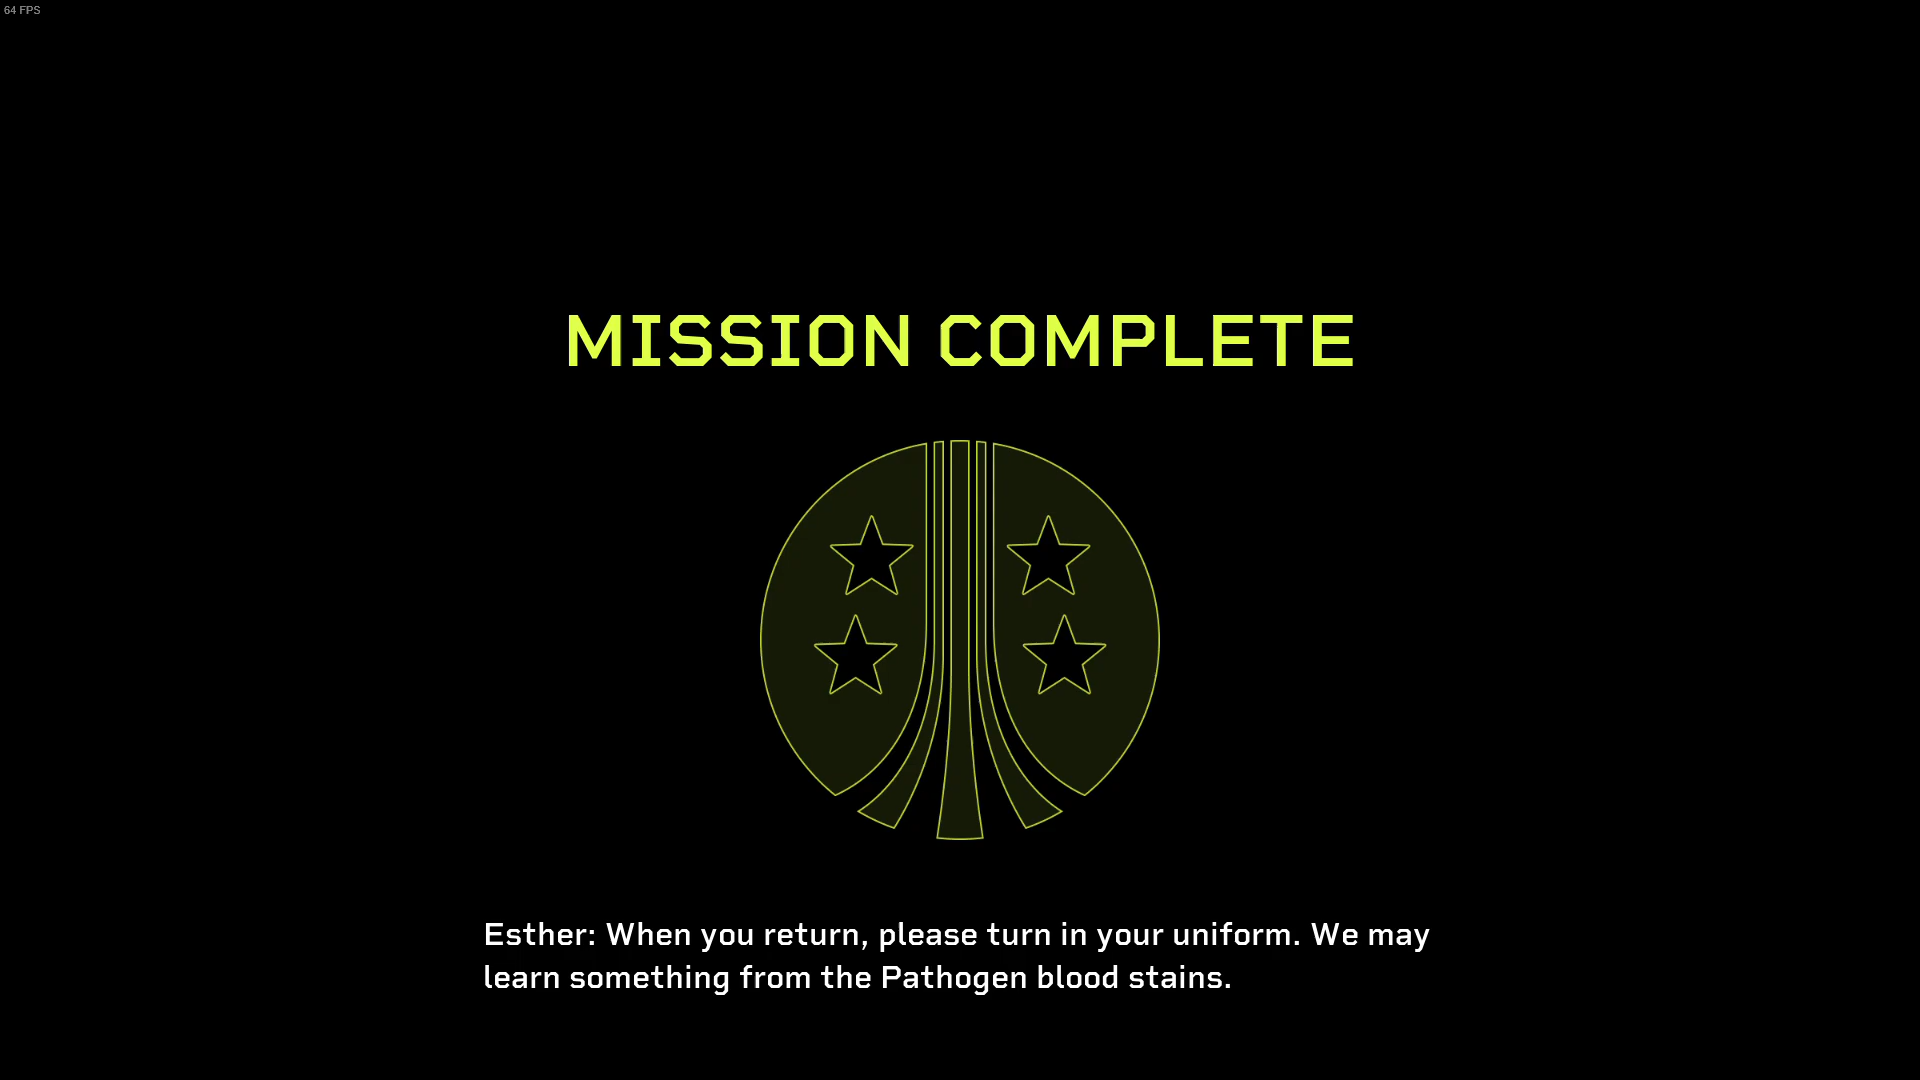 64 FPS
MISSION COMPLETE
Esther: When you return, please turn in your uniform. We may
learn something from the Pathogen blood stains.